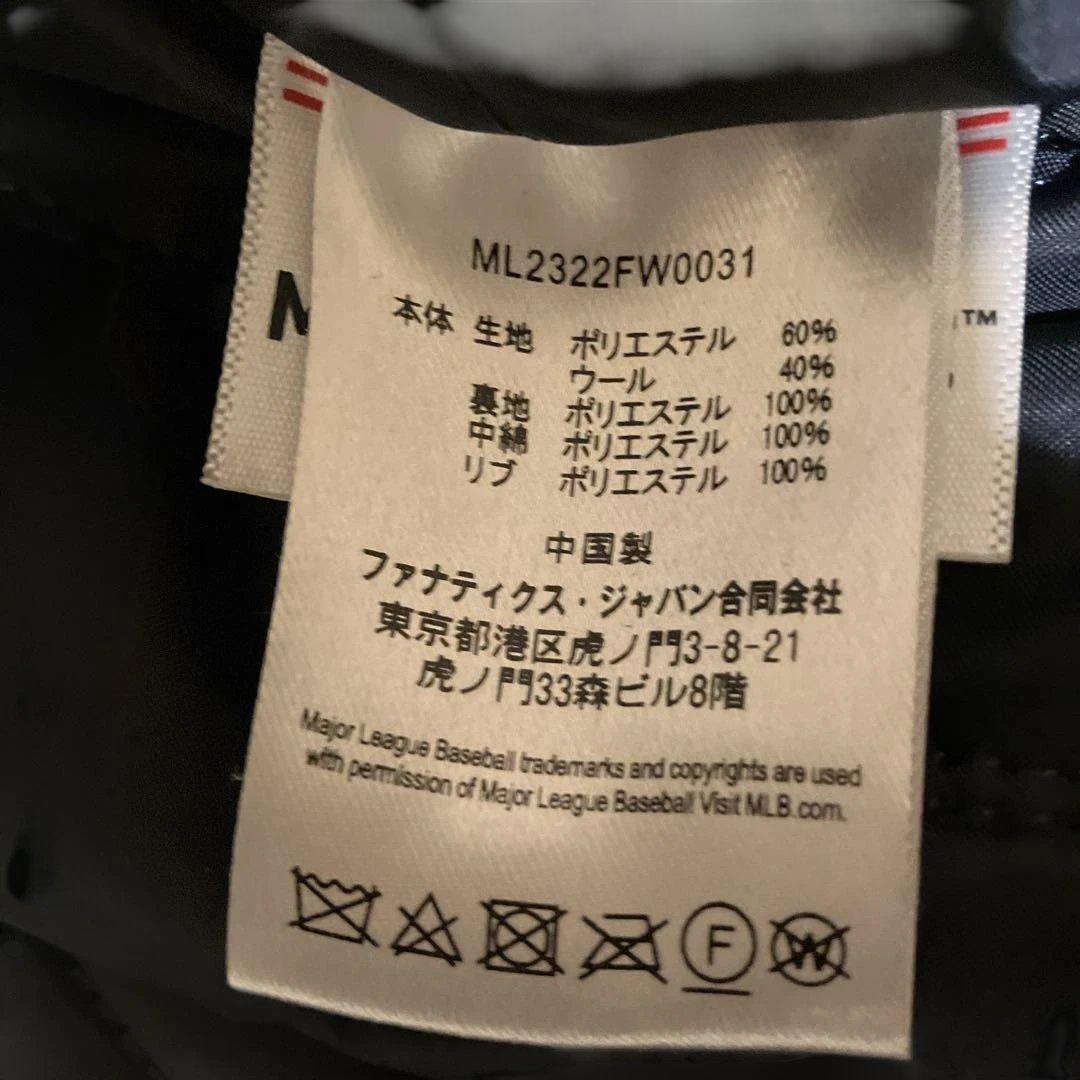 ML2322FW0031
本体 生地 ポリエステル 60%
ウール 40%
裏地 ポリエステル 100%
中綿 ポリエステル 100%
リブ ポリエステル 100%
中国製
ファナティクス・ジャパン合同会社
東京都港区虎ノ門3-8-21
虎ノ門33森ビル8階
Major League Baseball trademarks and copyrights are used
with permission of Major League Baseball Visit MLB.com.
F
W
TM